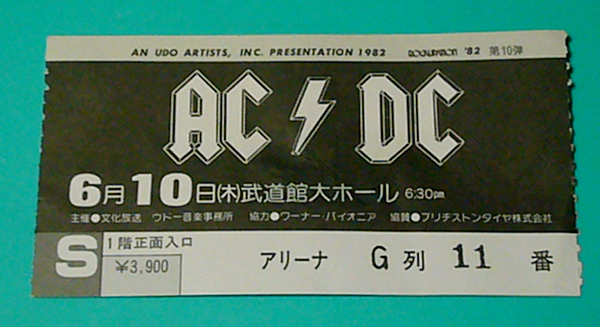 AN UDO ARTISTS, INC. PRESENTATION 1982 ROCKUPATION '82 第10弾
AC⚡DC
6月10日(木)武道館大ホール 6:30pm
主催●文化放送 ウドー音楽事務所 協力●ワーナー・パイオニア 協賛●ブリヂストンタイヤ株式会社
S 1階正面入口
¥3,900
アリーナ G列 11番